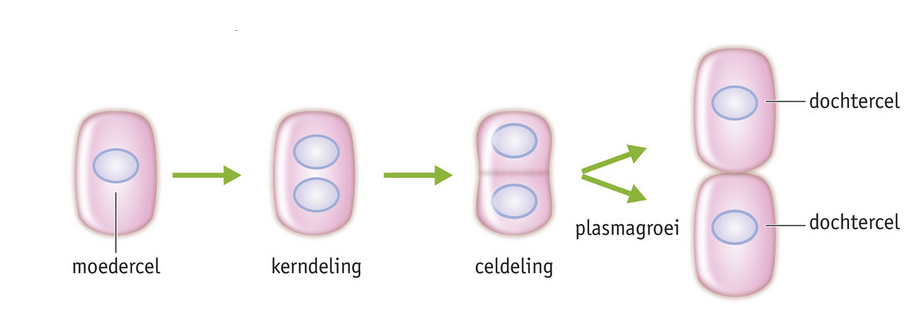 moedercel
kerndeling
celdeling
plasmagroei
dochtercel
dochtercel